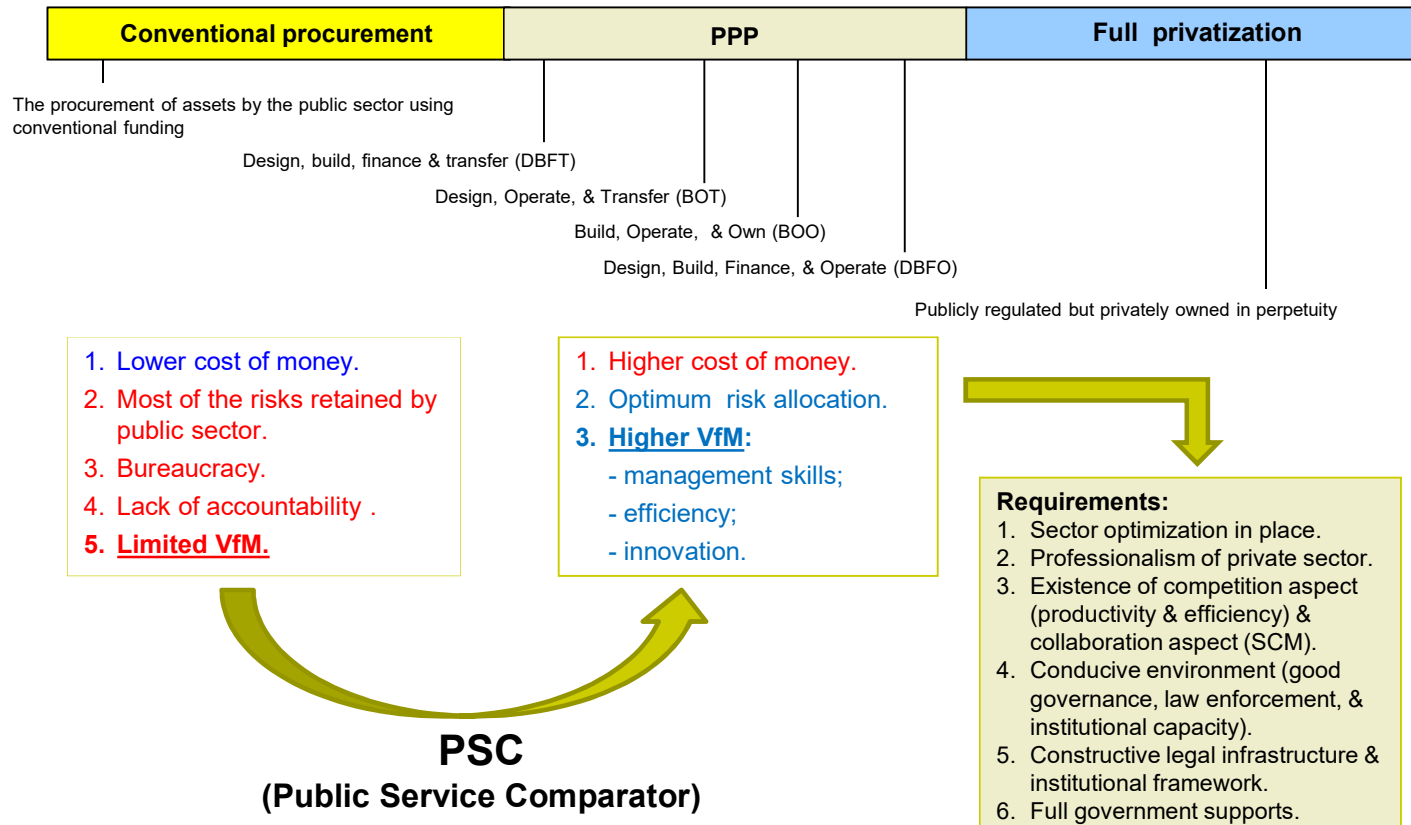 Conventional procurement
PPP
Full privatization
The procurement of assets by the public sector using
conventional funding
Design, build, finance & transfer (DBFT)
Design, Operate, & Transfer (BOT)
Build, Operate, & Own (BOO)
Design, Build, Finance, & Operate (DBFO)
Publicly regulated but privately owned in perpetuity
1. Lower cost of money.
2. Most of the risks retained by
public sector.
3. Bureaucracy.
4. Lack of accountability .
5. Limited VfM.
1. Higher cost of money.
2. Optimum risk allocation.
3. Higher VfM:
- management skills;
- efficiency;
- innovation.
Requirements:
1. Sector optimization in place.
2. Professionalism of private sector.
3. Existence of competition aspect
(productivity & efficiency) &
collaboration aspect (SCM).
4. Conducive environment (good
governance, law enforcement, &
institutional capacity).
5. Constructive legal infrastructure &
institutional framework.
6. Full government supports.
PSC
(Public Service Comparator)